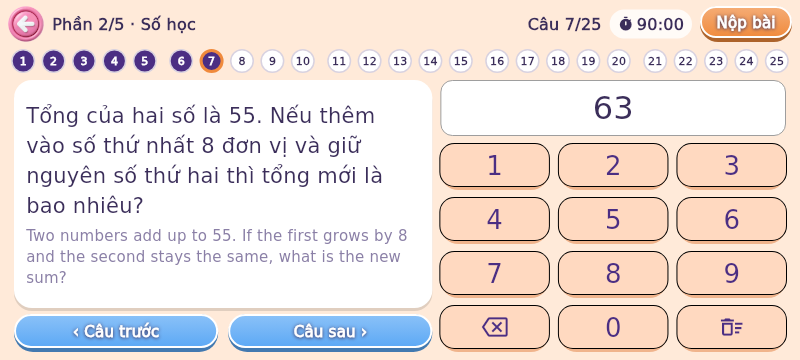 Phần 2/5 · Số học
Câu 7/25
90:00
Nộp bài
1 2 3 4 5 6 7 8 9 10 11 12 13 14 15 16 17 18 19 20 21 22 23 24 25
Tổng của hai số là 55. Nếu thêm
vào số thứ nhất 8 đơn vị và giữ
nguyên số thứ hai thì tổng mới là
bao nhiêu?
Two numbers add up to 55. If the first grows by 8
and the second stays the same, what is the new
sum?
‹ Câu trước
Câu sau ›
63
1 2 3
4 5 6
7 8 9
0